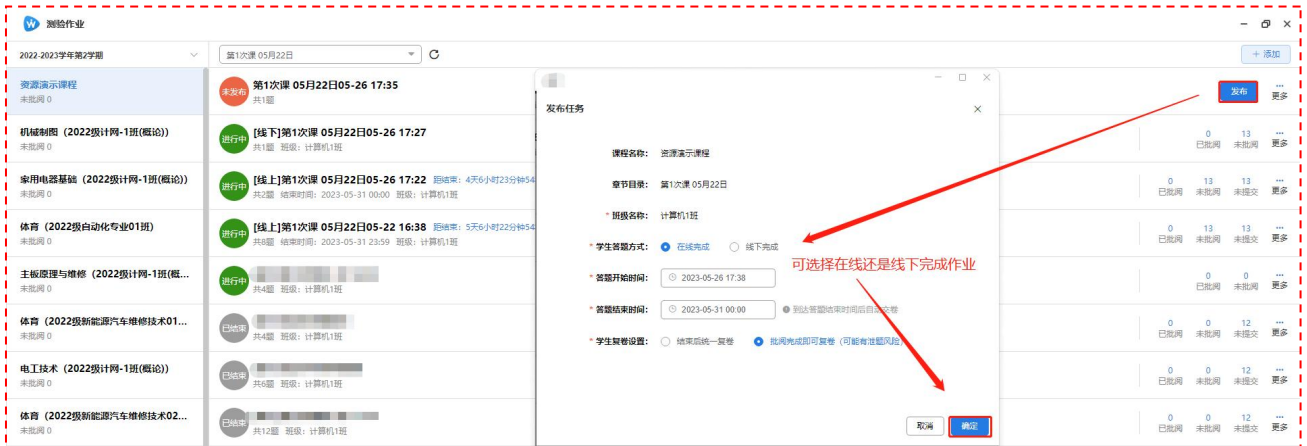 测验作业
2022-2023学年第2学期
第1次课 05月22日
+ 添加
资源演示课程
未批阅 0
机械制图（2022级计网-1班(概论)）
未批阅 0
家用电器基础（2022级计网-1班(概论)）
未批阅 0
体育（2022级自动化专业01班）
未批阅 0
主板原理与维修（2022级计网-1班(概...
未批阅 0
体育（2022级新能源汽车维修技术01...
未批阅 0
电工技术（2022级计网-1班(概论)）
未批阅 0
体育（2022级新能源汽车维修技术02...
未批阅 0
未发布
第1次课 05月22日05-26 17:35
共1题
发布
更多
进行中
[线下]第1次课 05月22日05-26 17:27
共1题 班级：计算机1班
0 13
已批阅 未批阅 更多
进行中
[线上]第1次课 05月22日05-26 17:22 距结束：4天6小时23分钟54
共2题 结束时间：2023-05-31 00:00 班级：计算机1班
0 13 13
已批阅 未批阅 未提交 更多
进行中
[线上]第1次课 05月22日05-22 16:38 距结束：5天6小时22分钟54
共8题 结束时间：2023-05-31 23:59 班级：计算机1班
0 13 13
已批阅 未批阅 未提交 更多
进行中
共4题 班级：计算机1班
0 0
已批阅 未批阅 更多
已结束
共4题 班级：计算机1班
0 0 12
已批阅 未批阅 未提交 更多
已结束
共6题 班级：计算机1班
0 0 12
已批阅 未批阅 未提交 更多
已结束
共12题 班级：计算机1班
0 0 12
已批阅 未批阅 未提交 更多
发布任务
课程名称： 资源演示课程
章节目录： 第1次课 05月22日
* 班级名称： 计算机1班
* 学生答题方式： 在线完成 线下完成
可选择在线还是线下完成作业
* 答题开始时间： 2023-05-26 17:38
* 答题结束时间： 2023-05-31 00:00 到达答题结束时间后自动交卷
* 学生复卷设置： 结束后统一复卷 批阅完成即可复卷（可能有泄题风险）
取消 确定